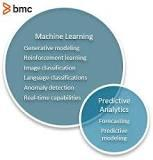 bmc
Machine Learning
Generative modeling
Reinforcement learning
Image classification
Language classifications
Anomaly detection
Real-time capabilities
Predictive
Analytics
Forecasting
Predictive
modeling